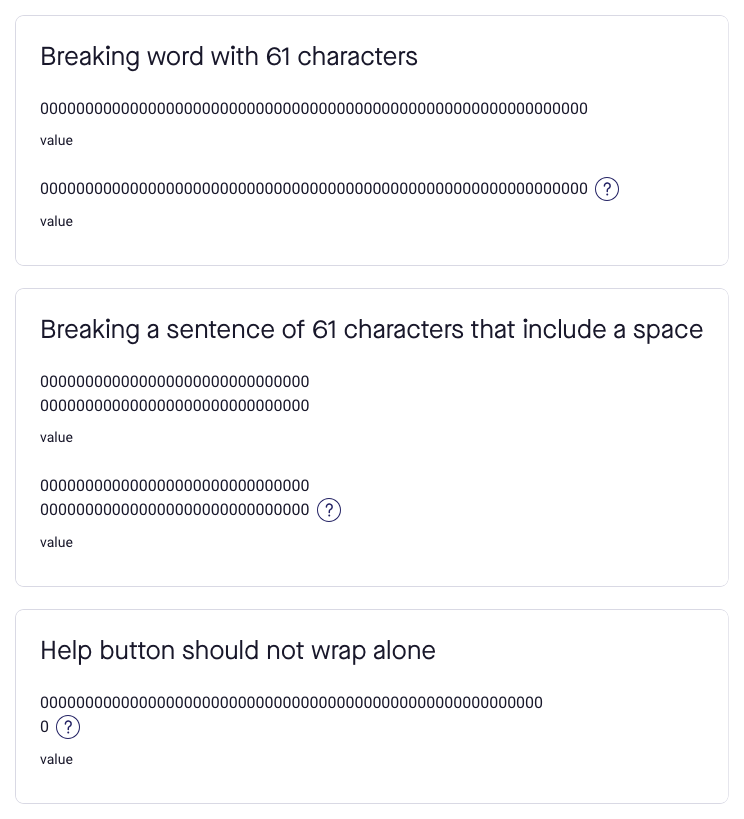 Breaking word with 61 characters
0000000000000000000000000000000000000000000000000000000000000
value
0000000000000000000000000000000000000000000000000000000000000 ?
value
Breaking a sentence of 61 characters that include a space
000000000000000000000000000000
000000000000000000000000000000
value
000000000000000000000000000000
000000000000000000000000000000 ?
value
Help button should not wrap alone
00000000000000000000000000000000000000000000000000000000
0 ?
value